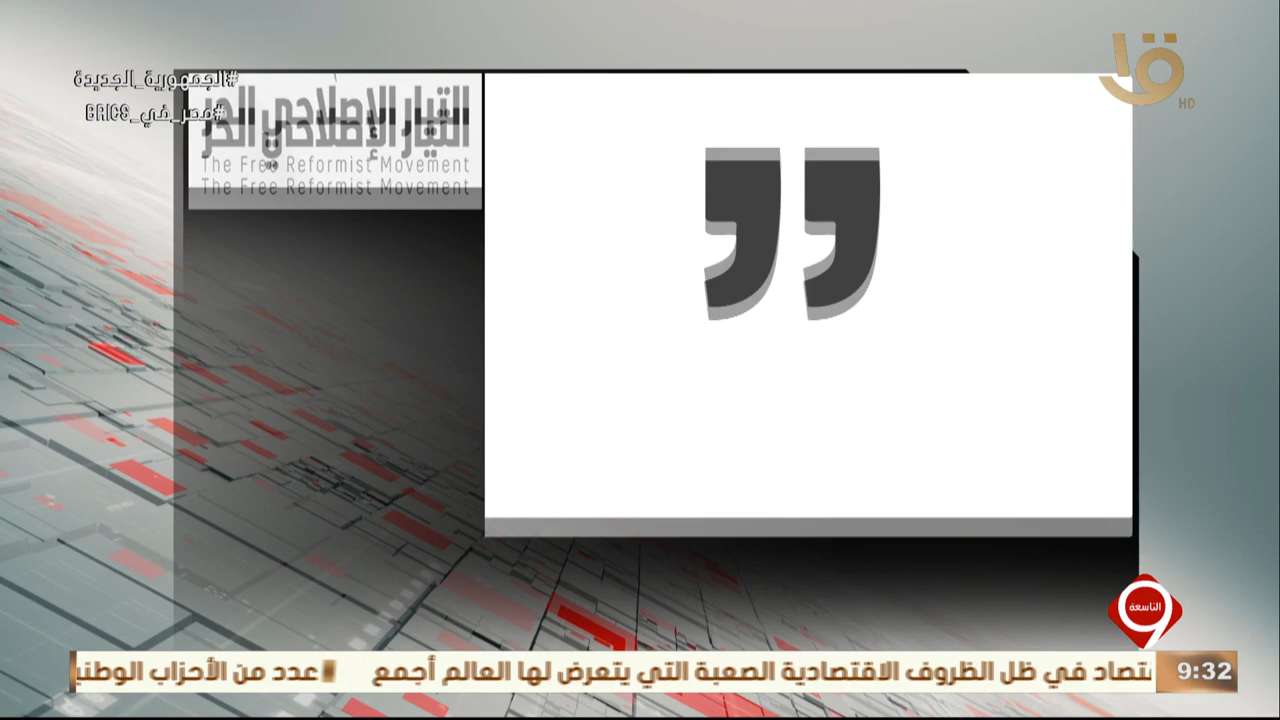 #الجمهورية_الجديدة
#مصر_في_BRICS
HD
التيار الإصلاحي الحر
The Free Reformist Movement
The Free Reformist Movement
”
التاسعة
9
9:32
تصاد في ظل الظروف الاقتصادية الصعبة التي يتعرض لها العالم أجمع
عدد من الأحزاب الوطني